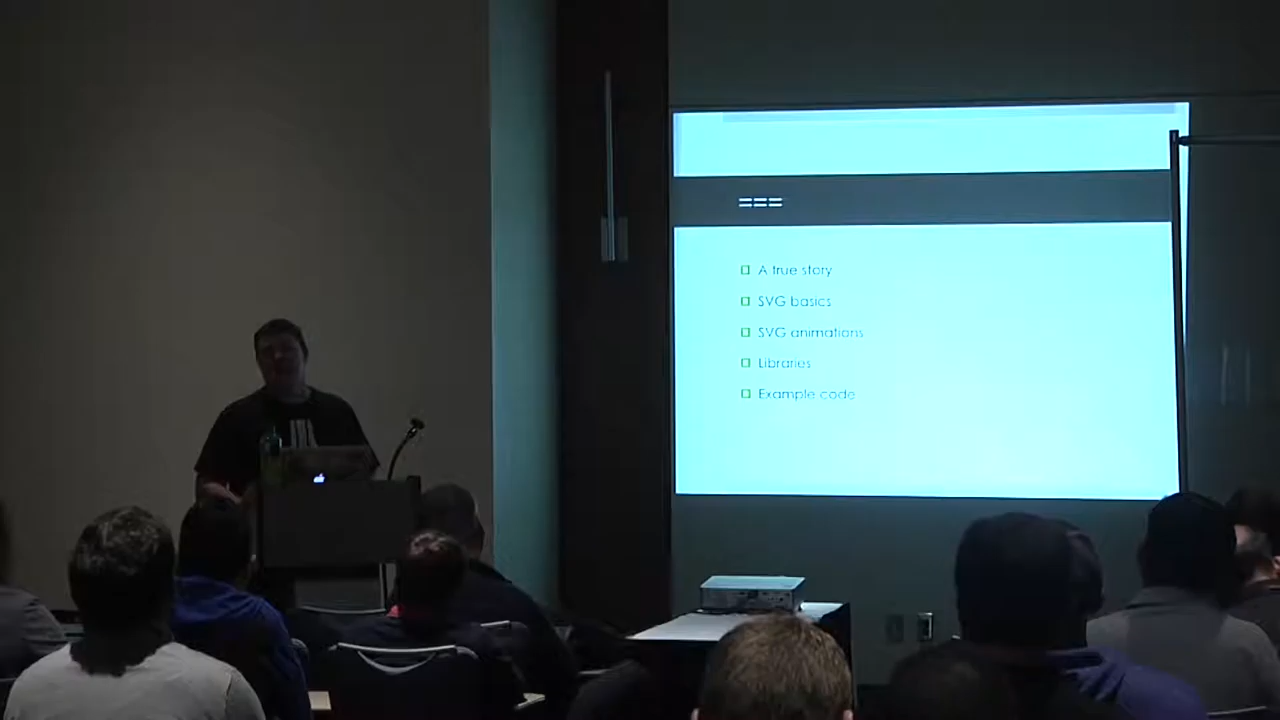 ===
A true story
SVG basics
SVG animations
Libraries
Example code